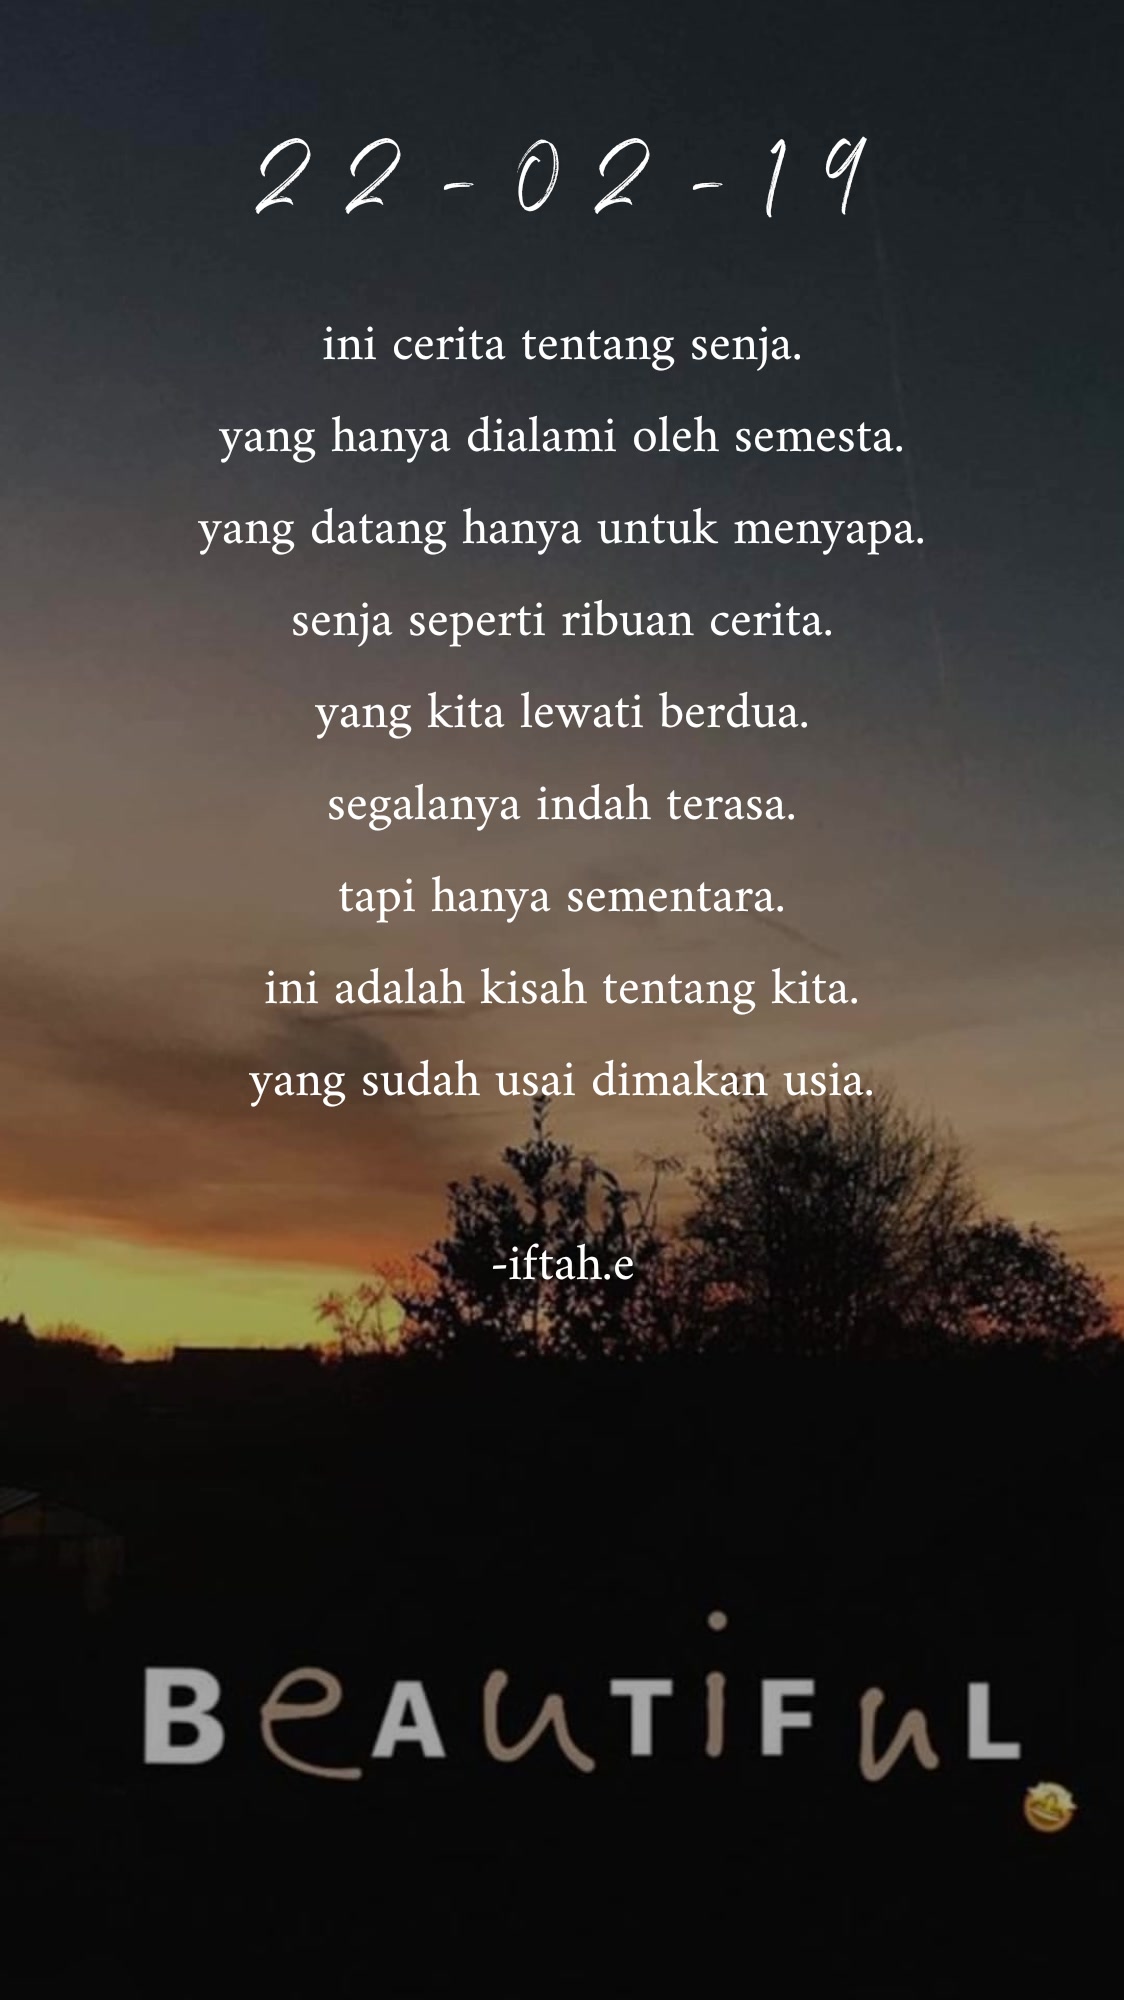 22-02-19
ini cerita tentang senja.
yang hanya dialami oleh semesta.
yang datang hanya untuk menyapa.
senja seperti ribuan cerita.
yang kita lewati berdua.
segalanya indah terasa.
tapi hanya sementara.
ini adalah kisah tentang kita.
yang sudah usai dimakan usia.
-iftah.e
BeAuTiFuL